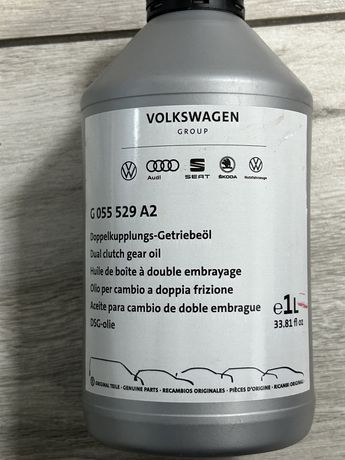 VOLKSWAGEN
GROUP
Audi SEAT ŠKODA Nutzfahrzeuge
G 055 529 A2
Doppelkupplungs-Getriebeöl
Dual clutch gear oil
Huile de boîte à double embrayage
Olio per cambio a doppia frizione
Aceite para cambio de doble embrague
DSG-olie
e1L
33.81 fl oz
ORIGINAL TEILE · GENUINE PARTS · RECAMBIOS ORIGINALES · PIÈCES D'ORIGINE · RICAMBI ORIGINALI